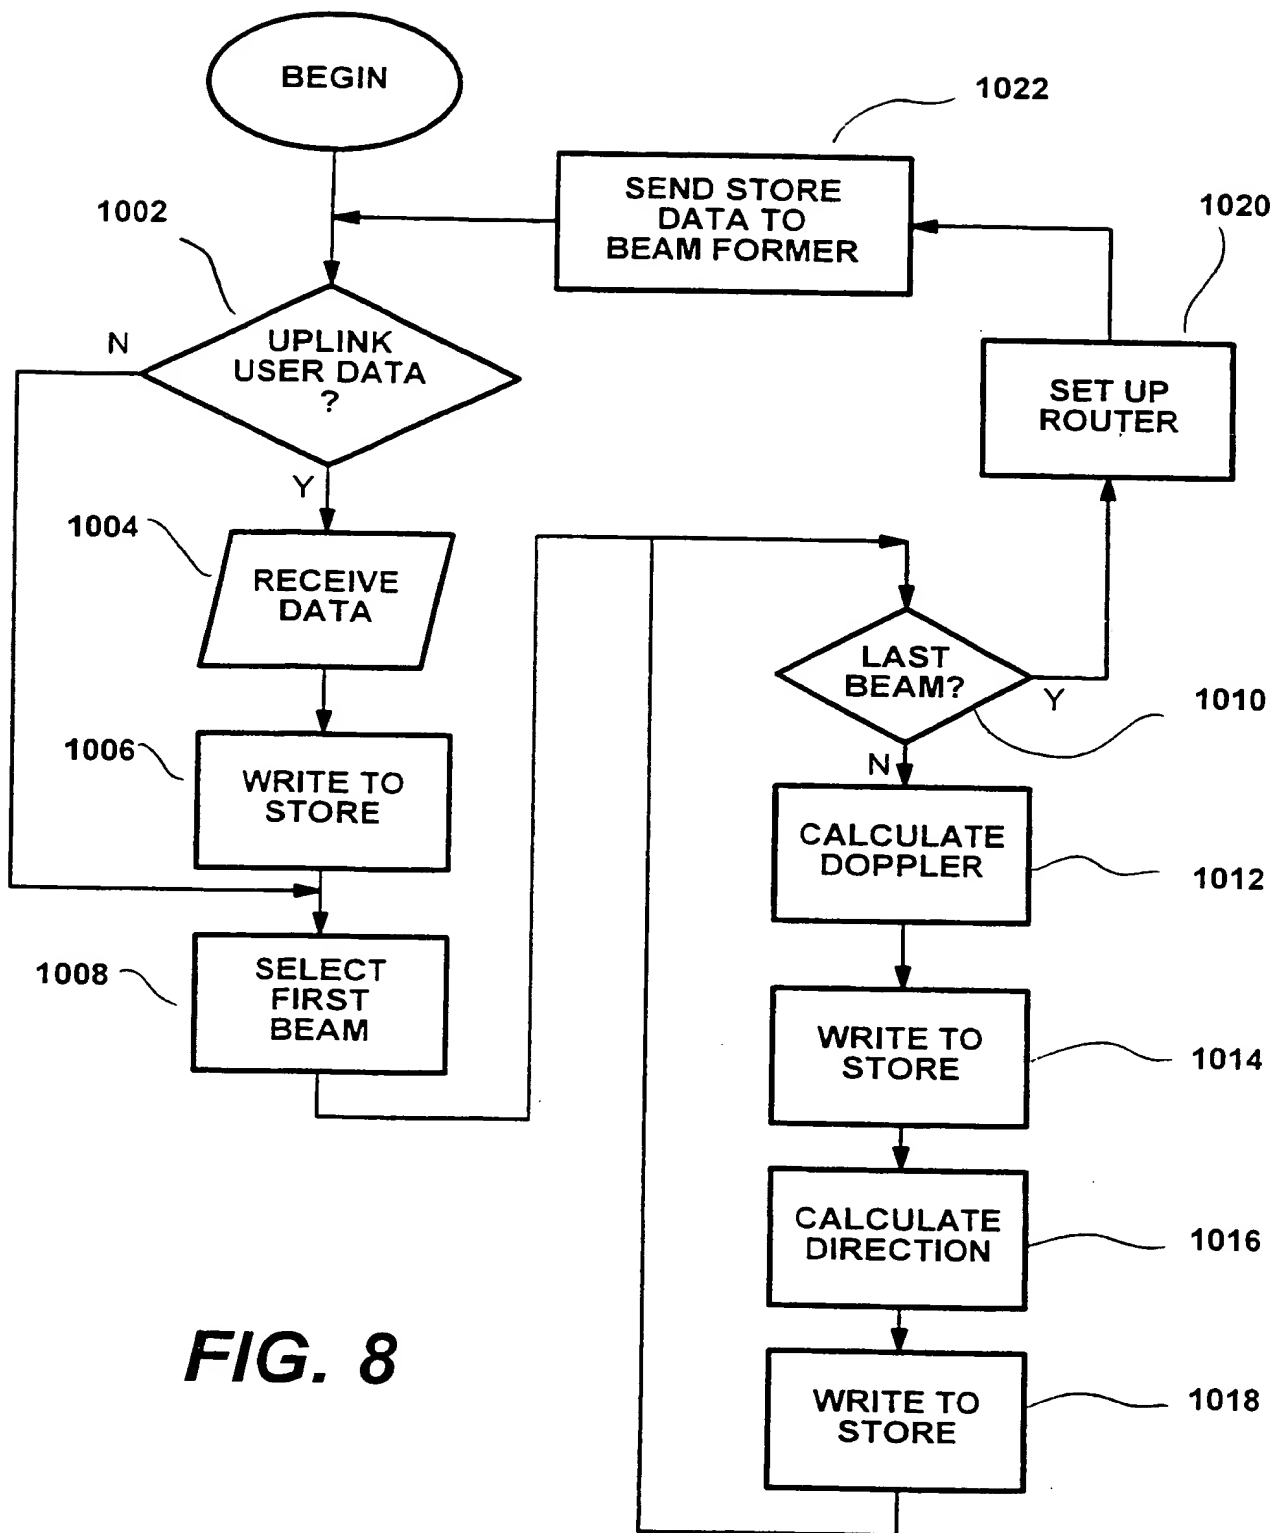 BEGIN
1022
SEND STORE
DATA TO
BEAM FORMER
1020
1002
N
UPLINK
USER DATA
?
SET UP
ROUTER
Y
1004
RECEIVE
DATA
LAST
BEAM?
Y
1010
1006
WRITE TO
STORE
N
CALCULATE
DOPPLER
1012
1008
SELECT
FIRST
BEAM
WRITE TO
STORE
1014
CALCULATE
DIRECTION
1016
FIG. 8
WRITE TO
STORE
1018